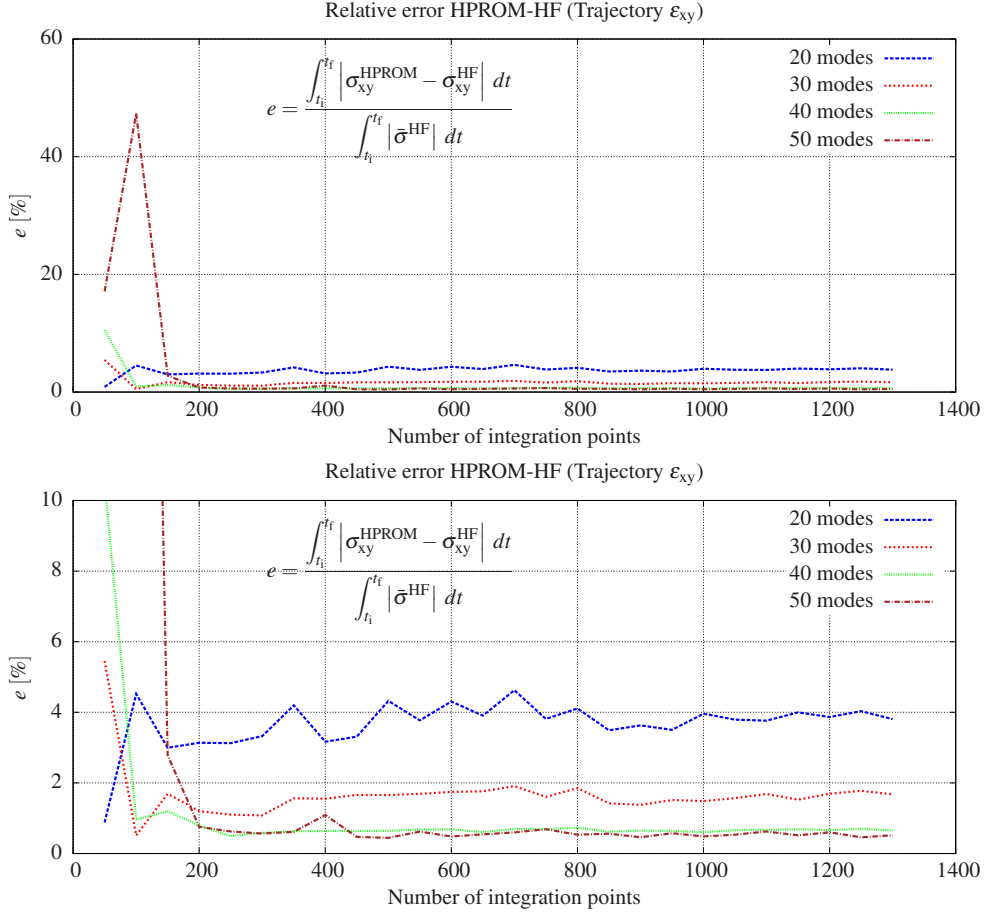 Relative error HPROM-HF (Trajectory εxy)
60
40
20
0
e [%]
e = ∫_{ti}^{tf} |σxy^HPROM − σxy^HF| dt / ∫_{ti}^{tf} |σ̄^HF| dt
20 modes
30 modes
40 modes
50 modes
0 200 400 600 800 1000 1200 1400
Number of integration points
Relative error HPROM-HF (Trajectory εxy)
10
8
6
4
2
0
e [%]
e = ∫_{ti}^{tf} |σxy^HPROM − σxy^HF| dt / ∫_{ti}^{tf} |σ̄^HF| dt
20 modes
30 modes
40 modes
50 modes
0 200 400 600 800 1000 1200 1400
Number of integration points